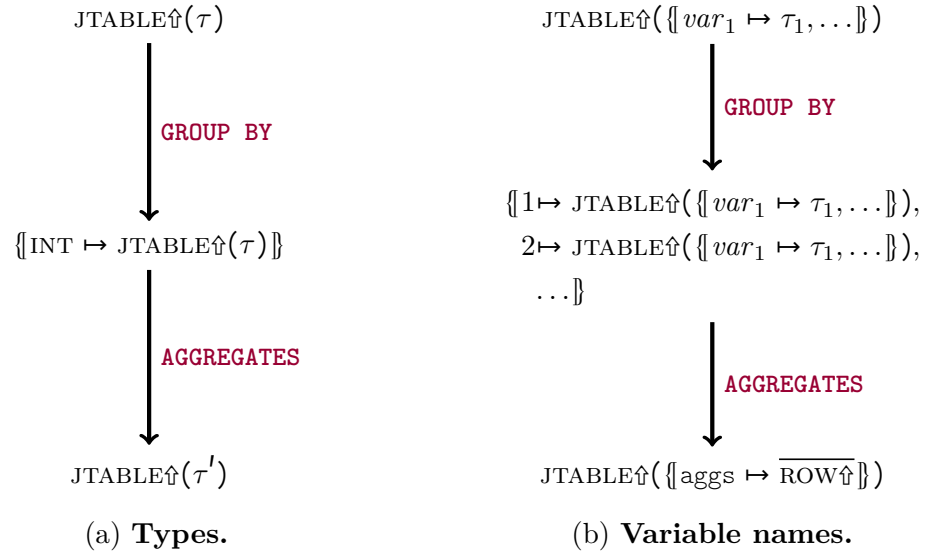 JTABLE⇑(τ)
GROUP BY
{[INT ↦ JTABLE⇑(τ)]}
AGGREGATES
JTABLE⇑(τ')
(a) Types.
JTABLE⇑({[var₁ ↦ τ₁, …]})
GROUP BY
{[1↦ JTABLE⇑({[var₁ ↦ τ₁, …]}),
2↦ JTABLE⇑({[var₁ ↦ τ₁, …]}),
…]}
AGGREGATES
JTABLE⇑({[aggs ↦ R̅O̅W̅⇑̅]})
(b) Variable names.